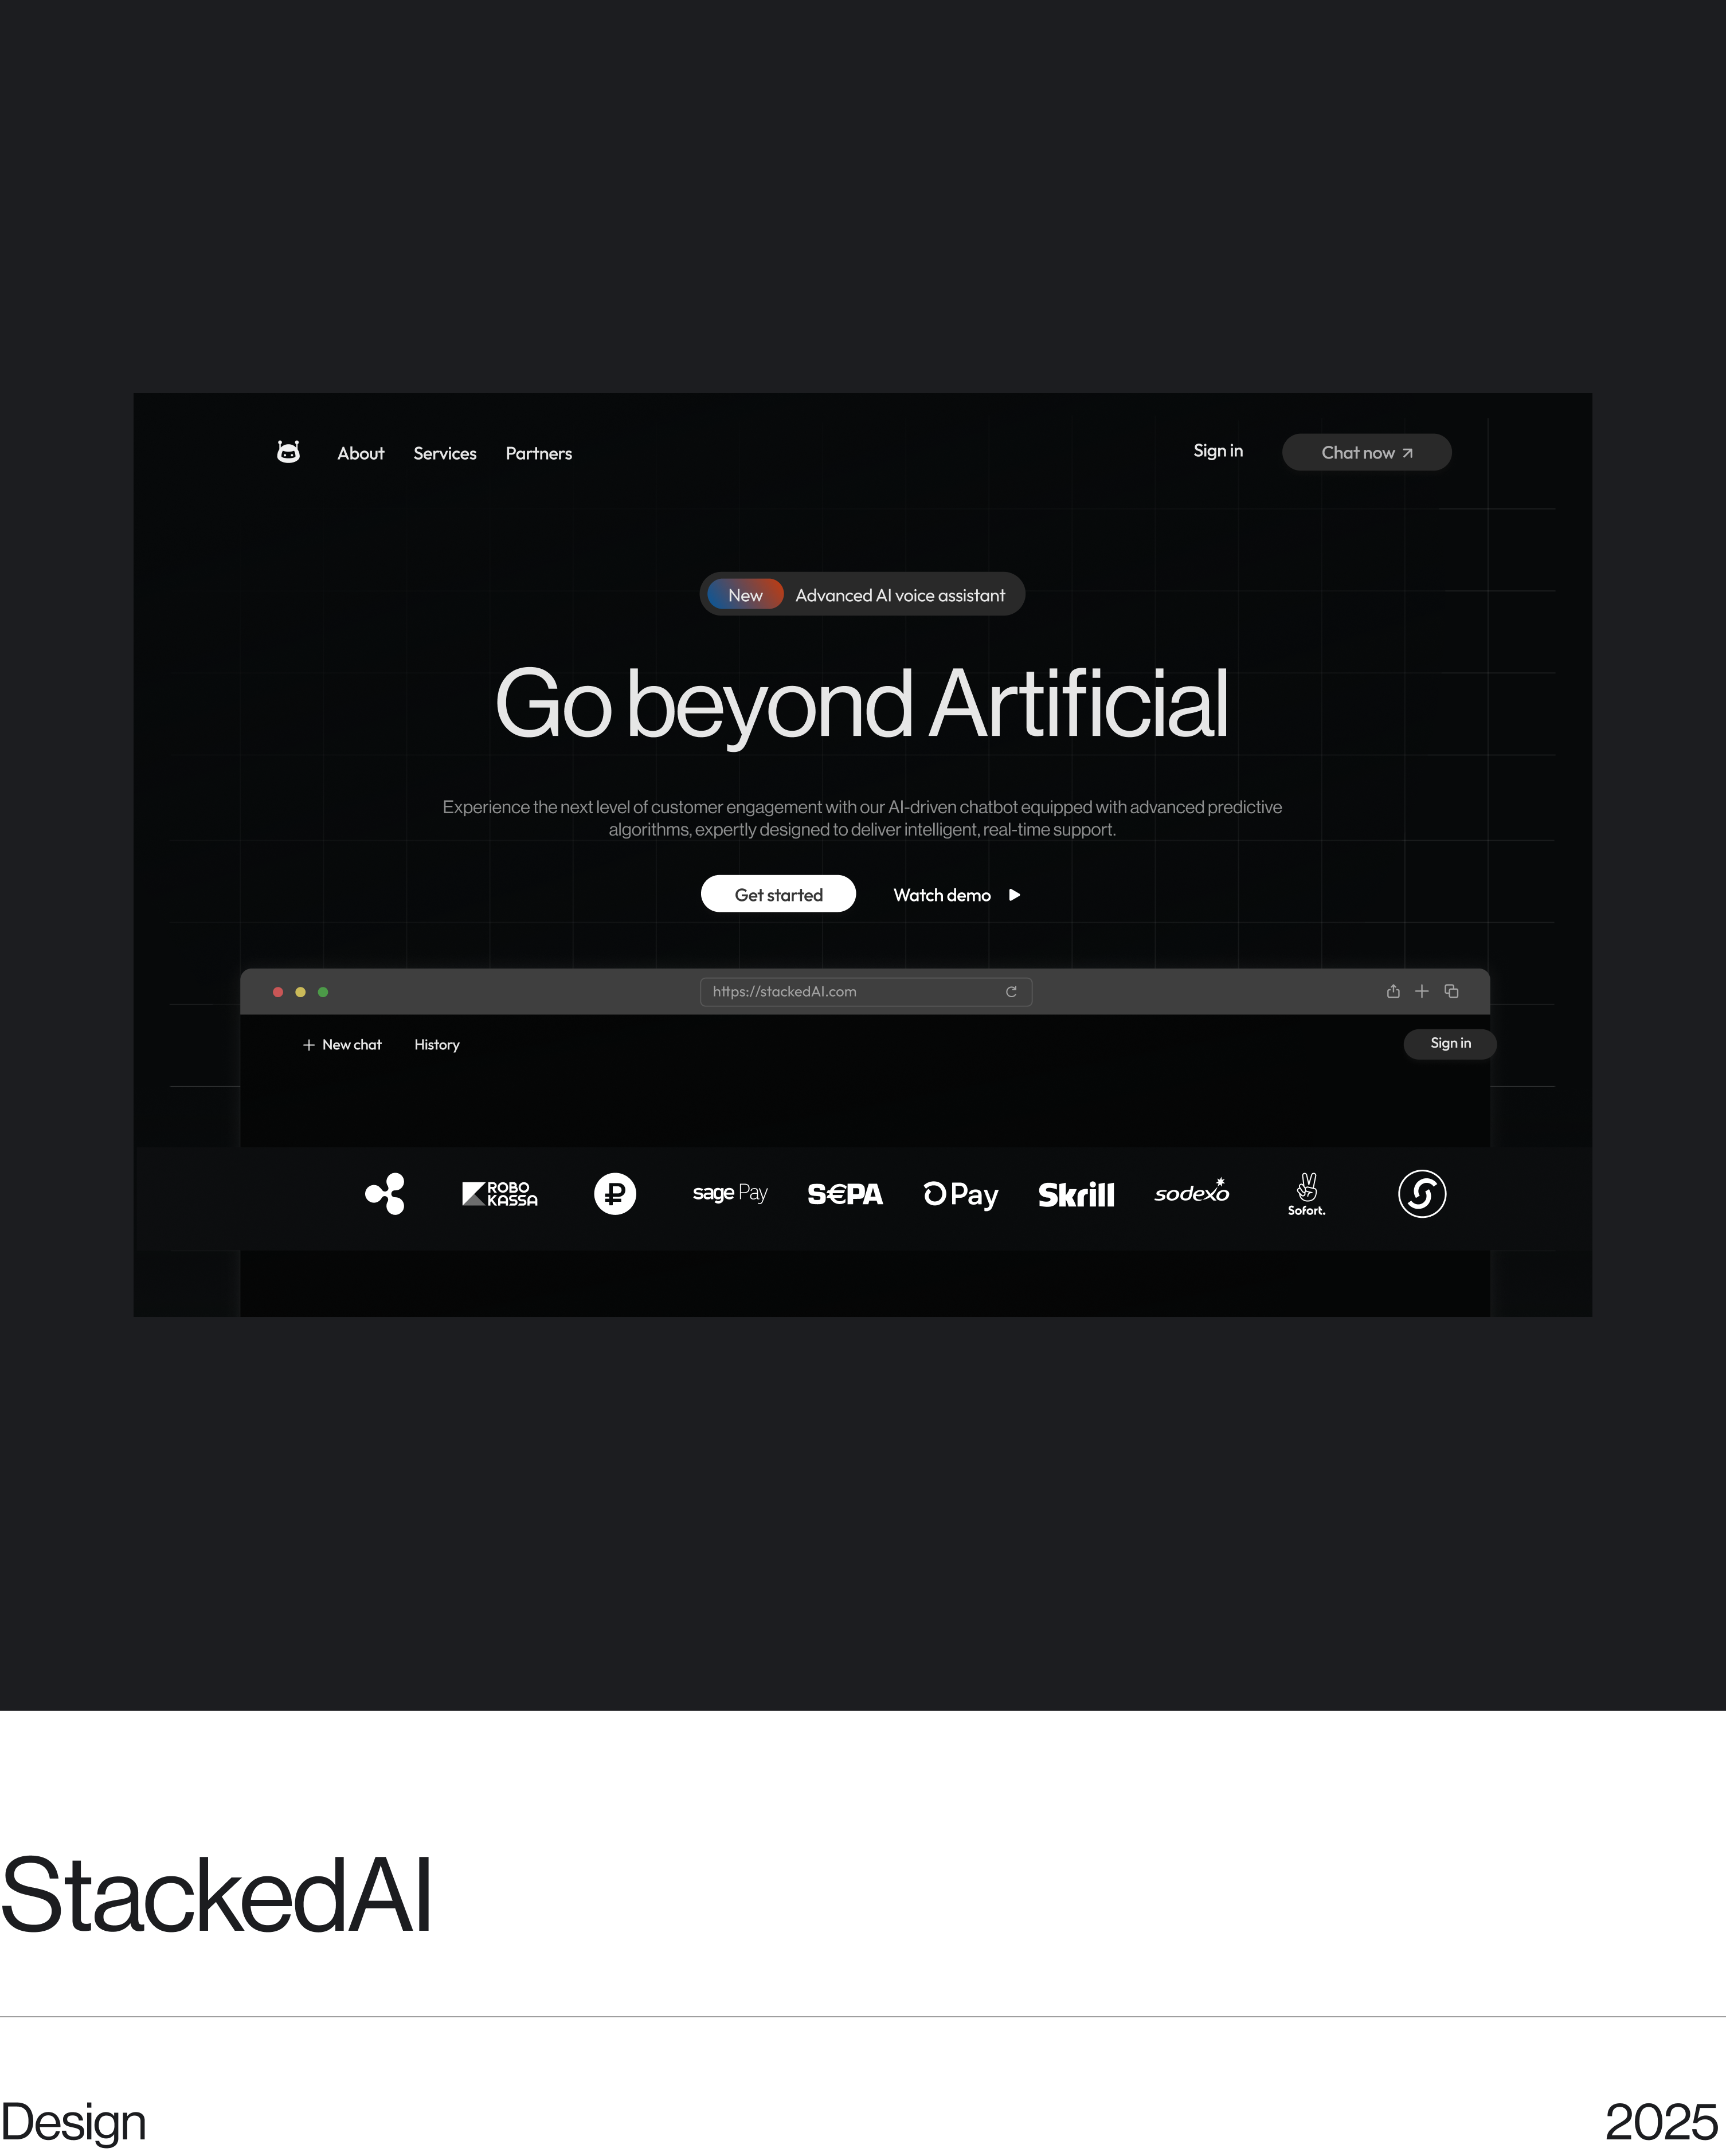 About Services Partners Sign in Chat now
New Advanced AI voice assistant
Go beyond Artificial
Experience the next level of customer engagement with our AI-driven chatbot equipped with advanced predictive
algorithms, expertly designed to deliver intelligent, real-time support.
Get started Watch demo
https://stackedAI.com
New chat History Sign in
ROBO
KASSA
sage Pay
S€PA
OPay
Skrill
sodexo
Sofort.
StackedAI
Design 2025